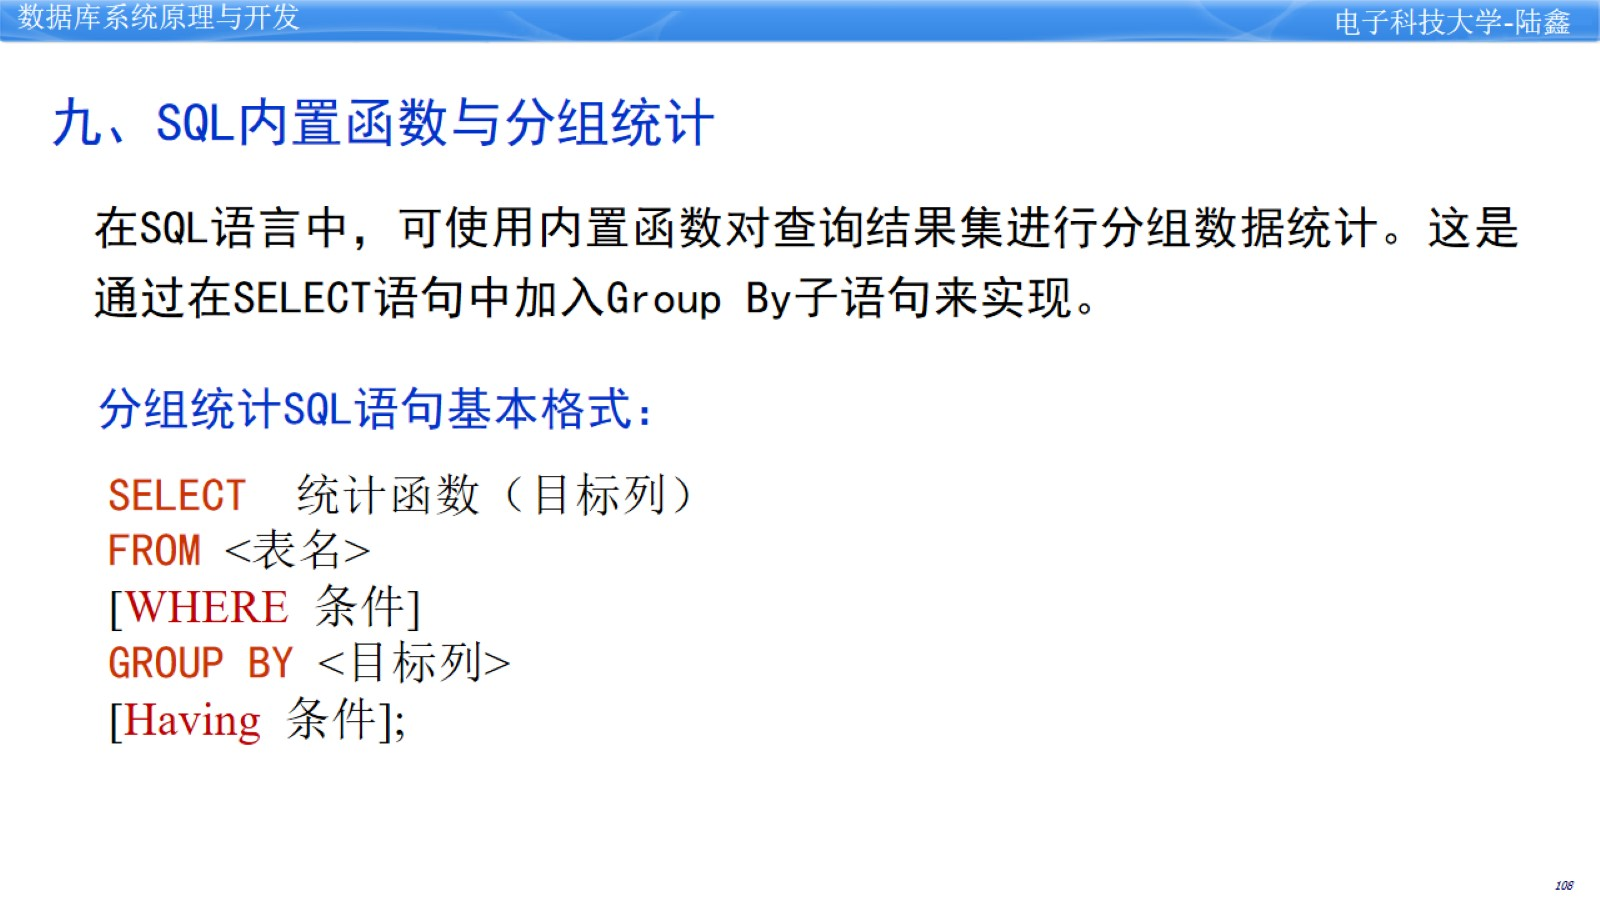 数据库系统原理与开发
电子科技大学-陆鑫
九、SQL内置函数与分组统计
在SQL语言中，可使用内置函数对查询结果集进行分组数据统计。这是
通过在SELECT语句中加入Group By子语句来实现。
分组统计SQL语句基本格式：
SELECT 统计函数（目标列）
FROM <表名>
[WHERE 条件]
GROUP BY <目标列>
[Having 条件];
108